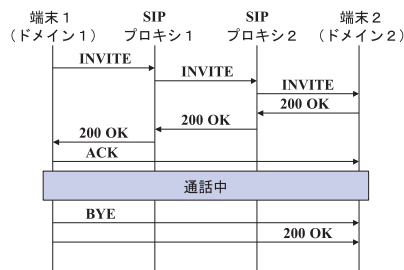 端末1
（ドメイン1）
SIP
プロキシ1
SIP
プロキシ2
端末2
（ドメイン2）
INVITE
INVITE
INVITE
200 OK
200 OK
200 OK
ACK
通話中
BYE
200 OK